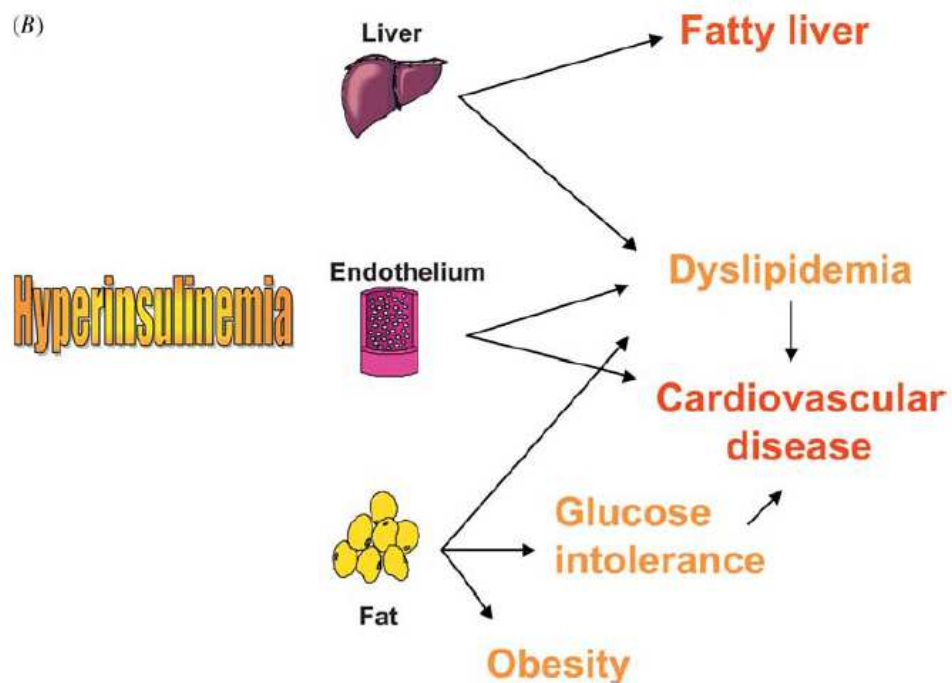 (B)
Liver
Fatty liver
Endothelium
Dyslipidemia
Hyperinsulinemia
Cardiovascular
disease
Glucose
intolerance
Fat
Obesity